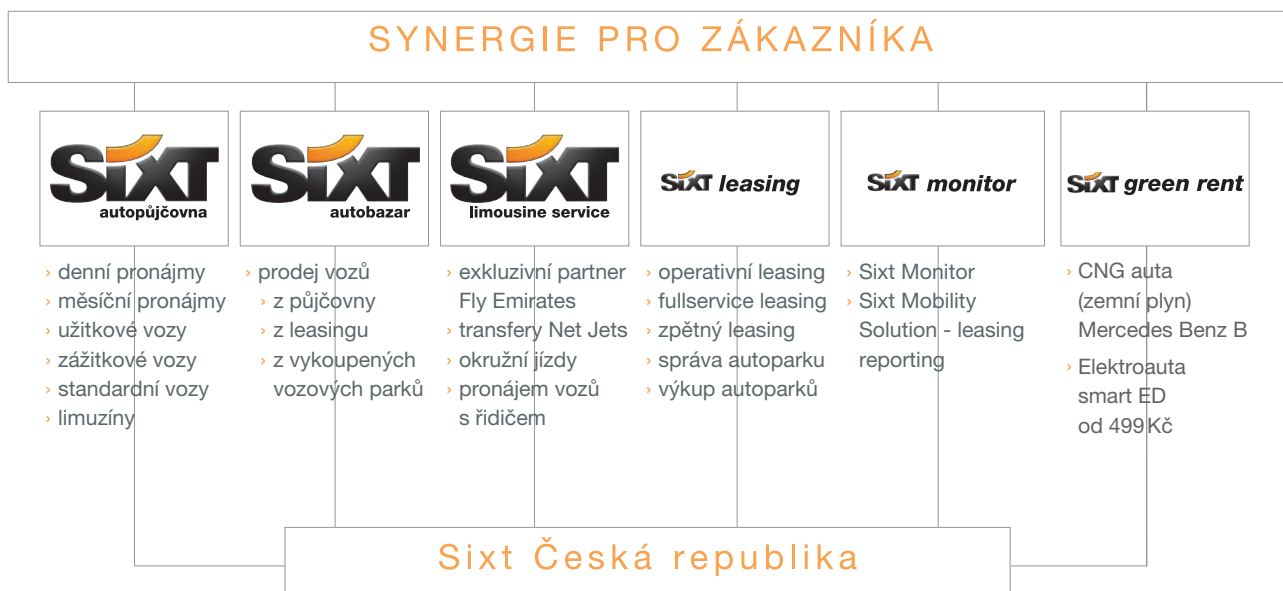 SYNERGIE PRO ZÁKAZNÍKA
SIXT
autopůjčovna
› denní pronájmy
› měsíční pronájmy
› užitkové vozy
› zážitkové vozy
› standardní vozy
› limuzíny
SIXT
autobazar
› prodej vozů
› z půjčovny
› z leasingu
› z vykoupených
vozových parků
SIXT
limousine service
› exkluzivní partner
Fly Emirates
› transfery Net Jets
› okružní jízdy
› pronájem vozů
s řidičem
SIXT leasing
› operativní leasing
› fullservice leasing
› zpětný leasing
› správa autoparku
› výkup autoparků
SIXT monitor
› Sixt Monitor
› Sixt Mobility
Solution - leasing
reporting
SIXT green rent
› CNG auta
(zemní plyn)
Mercedes Benz B
› Elektroauta
smart ED
od 499 Kč
Sixt Česká republika